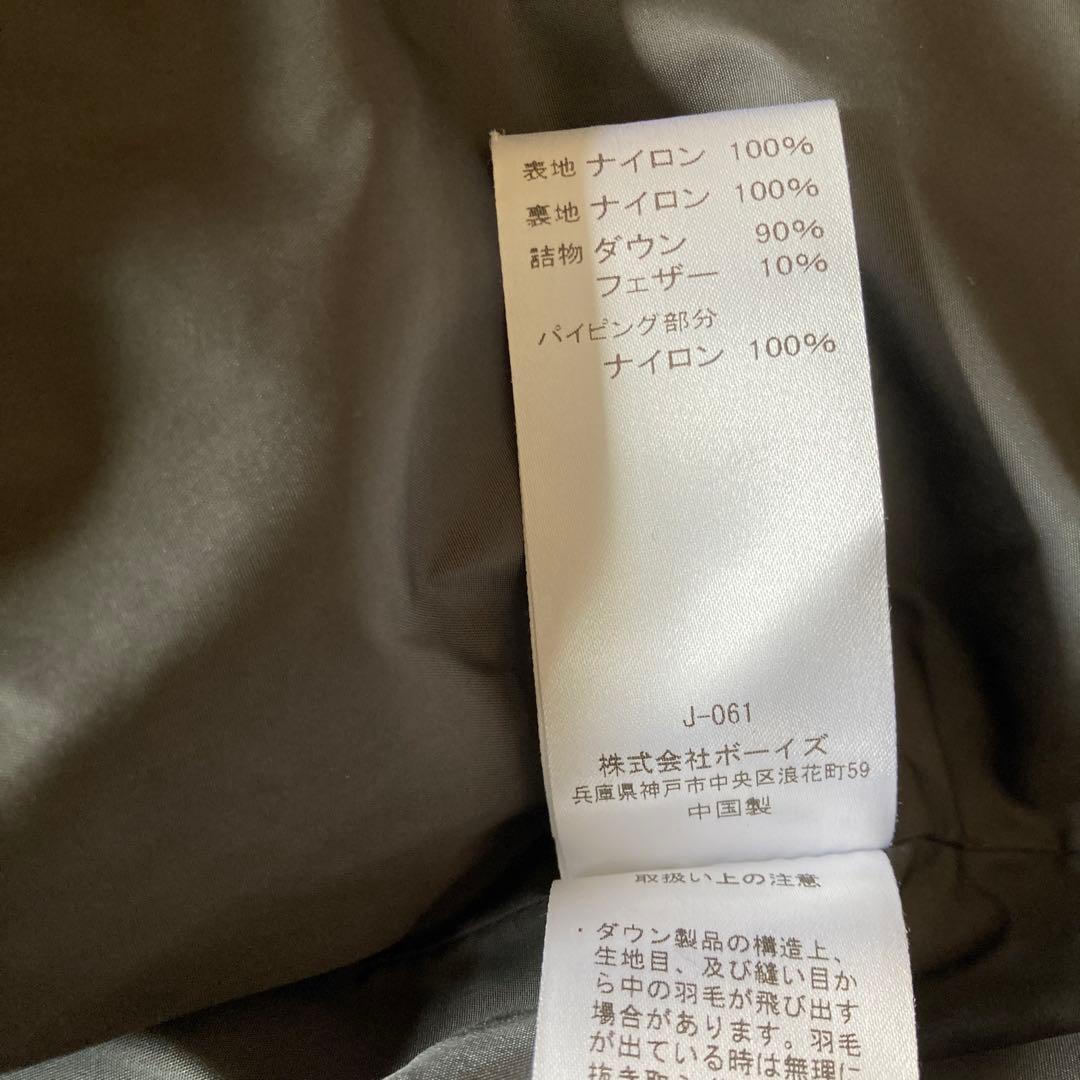 表地 ナイロン 100%
裏地 ナイロン 100%
詰物 ダウン 90%
フェザー 10%
パイピング部分
ナイロン 100%
J-061
株式会社ボーイズ
兵庫県神戸市中央区浪花町59
中国製
取扱い上の注意
・ダウン製品の構造上、
生地目、及び縫い目か
ら中の羽毛が飛び出す
場合があります。羽毛
が出ている時は無理に
抜き取